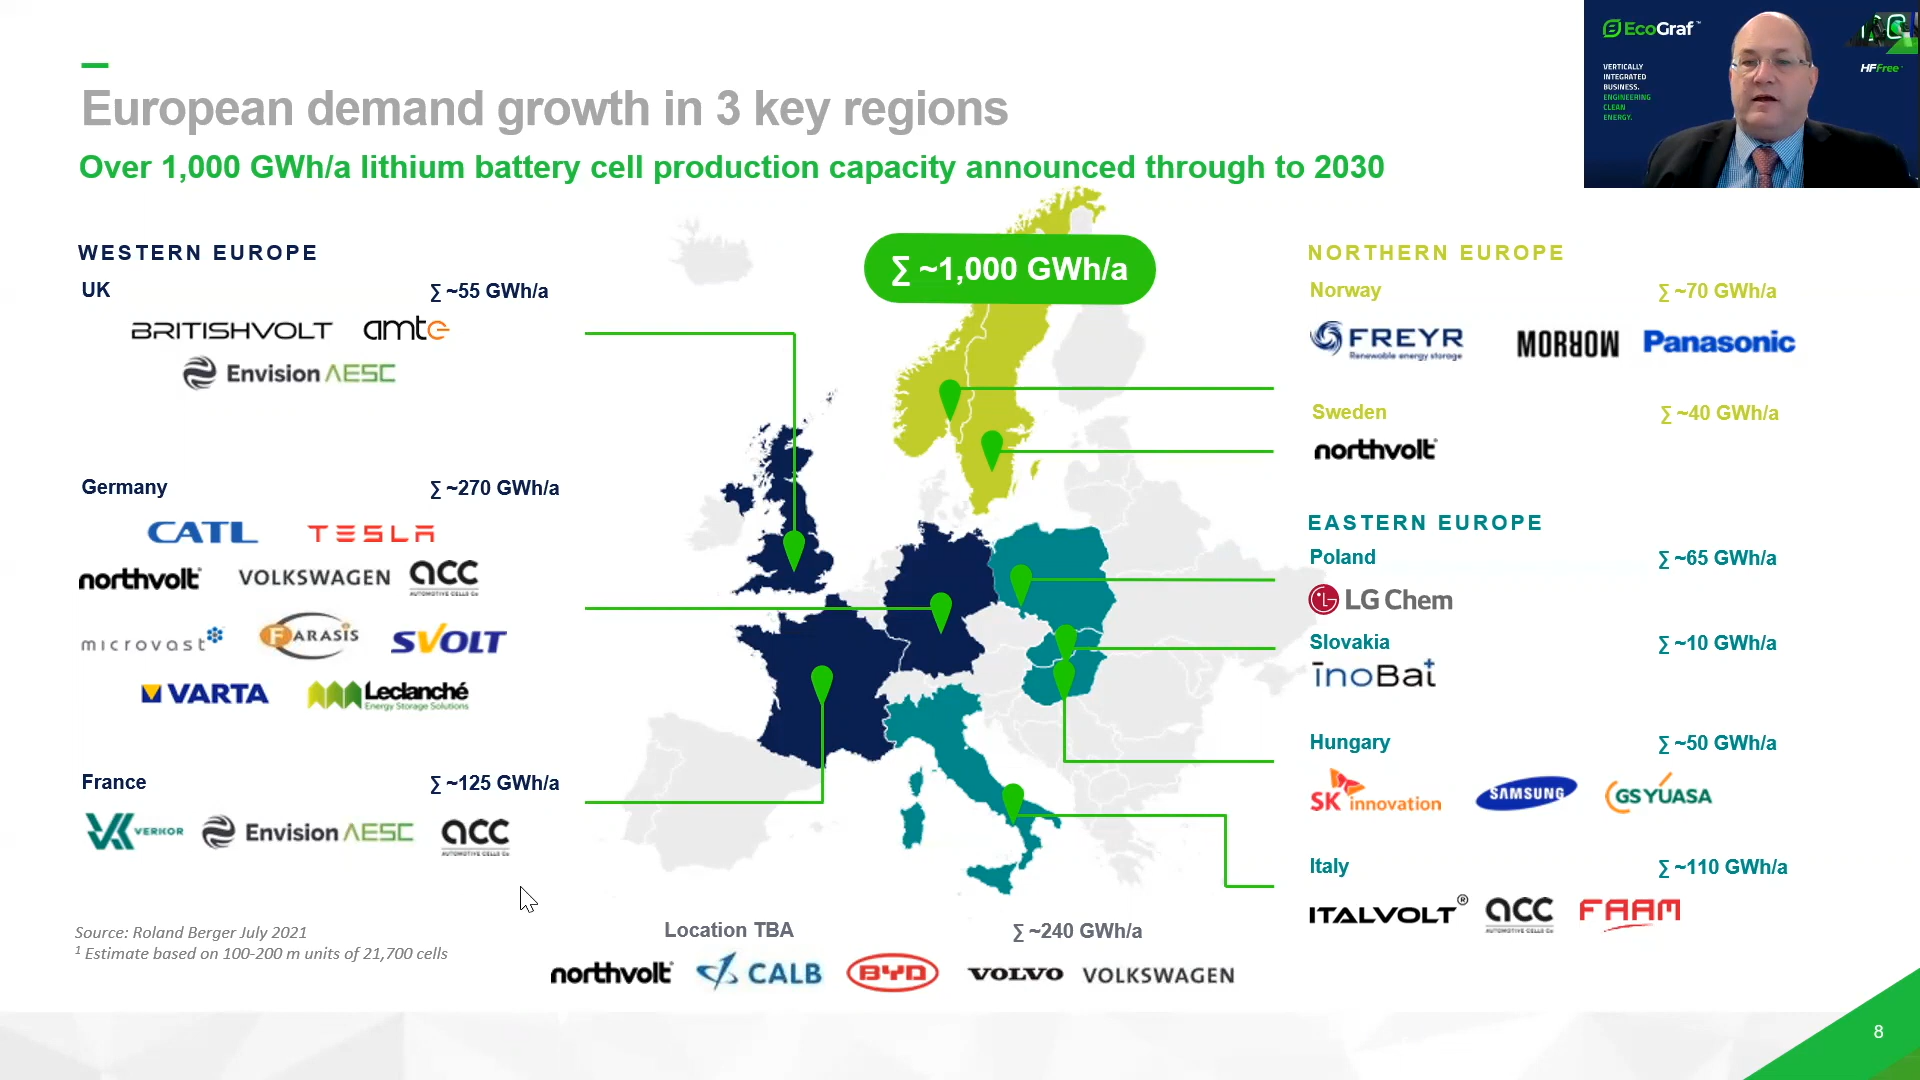 European demand growth in 3 key regions
Over 1,000 GWh/a lithium battery cell production capacity announced through to 2030
EcoGraf™
VERTICALLY
INTEGRATED
BUSINESS.
ENGINEERING
CLEAN
ENERGY.
HFFree
∑ ~1,000 GWh/a
WESTERN EUROPE
UK ∑ ~55 GWh/a
BRITISHVOLT amte
Envision AESC
Germany ∑ ~270 GWh/a
CATL TESLA
northvolt VOLKSWAGEN acc
AUTOMOTIVE CELLS Co
microvast FARASIS SVOLT
VARTA Leclanché
Energy Storage Solutions
France ∑ ~125 GWh/a
VERKOR Envision AESC acc
AUTOMOTIVE CELLS Co
NORTHERN EUROPE
Norway ∑ ~70 GWh/a
FREYR MORROW Panasonic
Renewable energy storage
Sweden ∑ ~40 GWh/a
northvolt
EASTERN EUROPE
Poland ∑ ~65 GWh/a
LG Chem
Slovakia ∑ ~10 GWh/a
inoBat
Hungary ∑ ~50 GWh/a
SK innovation SAMSUNG GS YUASA
Italy ∑ ~110 GWh/a
ITALVOLT® acc FAAM
AUTOMOTIVE CELLS Co
Location TBA ∑ ~240 GWh/a
northvolt CALB BYD VOLVO VOLKSWAGEN
Source: Roland Berger July 2021
1 Estimate based on 100-200 m units of 21,700 cells
8